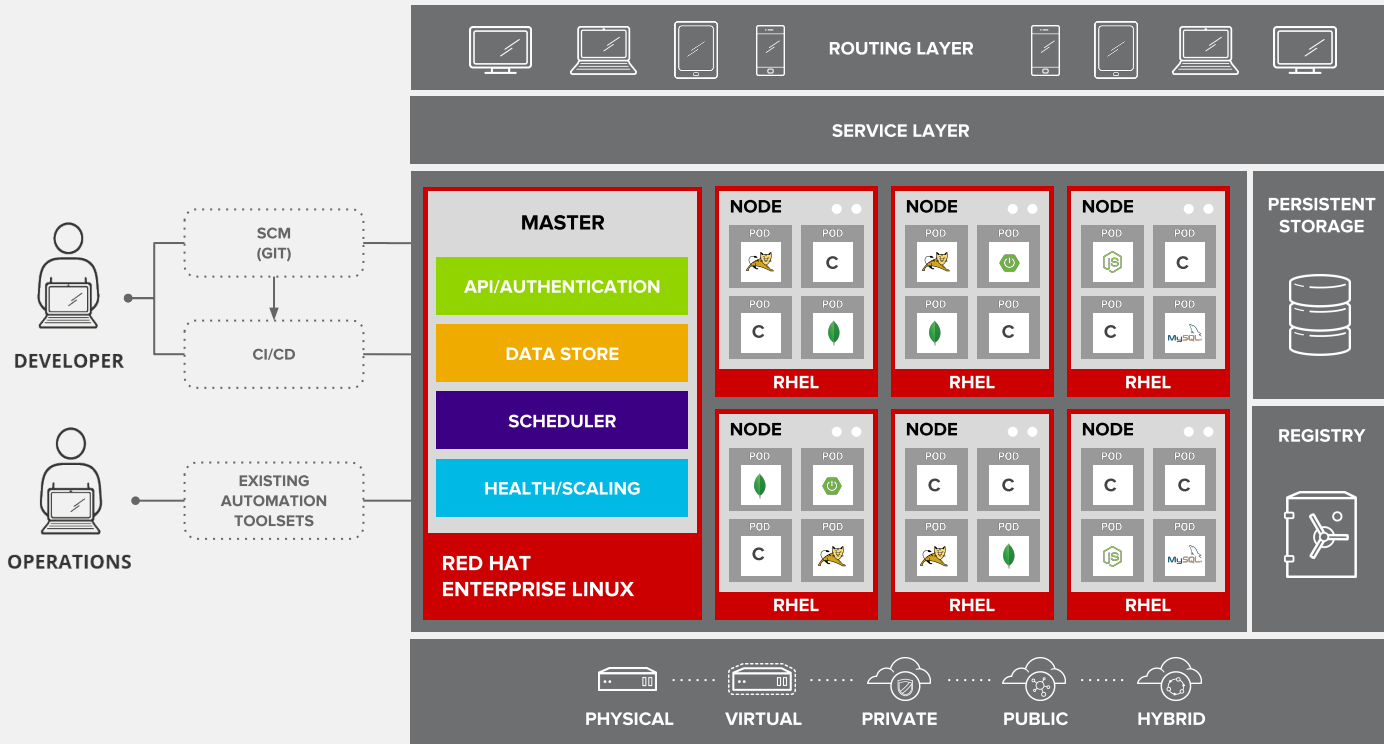 ROUTING LAYER
SERVICE LAYER
SCM
(GIT)
CI/CD
DEVELOPER
EXISTING
AUTOMATION
TOOLSETS
OPERATIONS
MASTER
API/AUTHENTICATION
DATA STORE
SCHEDULER
HEALTH/SCALING
RED HAT
ENTERPRISE LINUX
NODE
POD
POD
C
POD
POD
C
RHEL
NODE
POD
POD
POD
POD
C
RHEL
NODE
POD
POD
JS
C
POD
POD
C
MySQL
RHEL
NODE
POD
POD
POD
POD
C
RHEL
NODE
POD
POD
C
C
POD
POD
RHEL
NODE
POD
POD
C
C
POD
POD
JS
MySQL
RHEL
PERSISTENT
STORAGE
REGISTRY
PHYSICAL
VIRTUAL
PRIVATE
PUBLIC
HYBRID